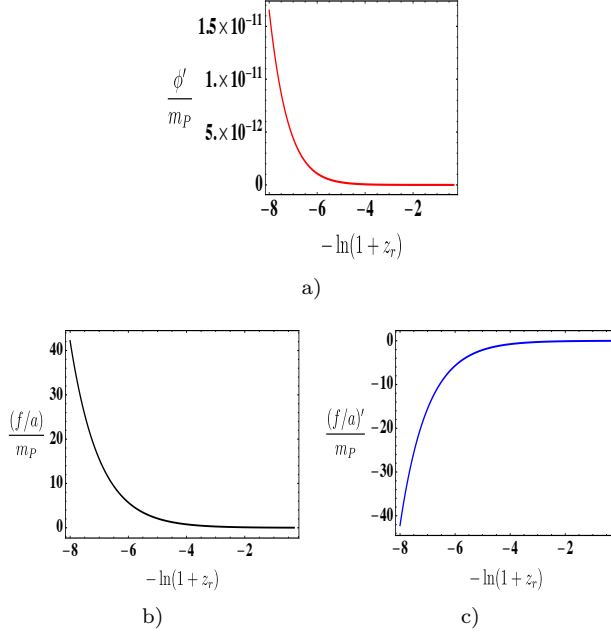 1.5×10⁻¹¹
1.×10⁻¹¹
5.×10⁻¹²
0
ϕ′
m_P
−8 −6 −4 −2
−ln(1 + z_r)
a)
40
30
20
10
0
(f/a)
m_P
−8 −6 −4 −2
−ln(1 + z_r)
b)
0
−10
−20
−30
−40
(f/a)′
m_P
−8 −6 −4 −2 0
−ln(1 + z_r)
c)